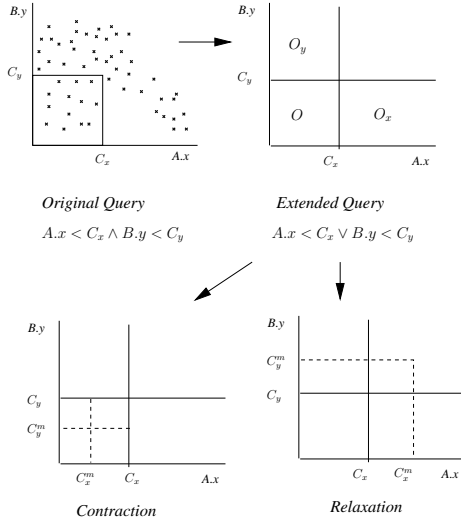 B.y
C_y
C_x
A.x
Original Query
A.x < C_x ∧ B.y < C_y
B.y
O_y
C_y
O
O_x
C_x
A.x
Extended Query
A.x < C_x ∨ B.y < C_y
B.y
C_y
C_y^m
C_x^m
C_x
A.x
Contraction
B.y
C_y^m
C_y
C_x
C_x^m
A.x
Relaxation